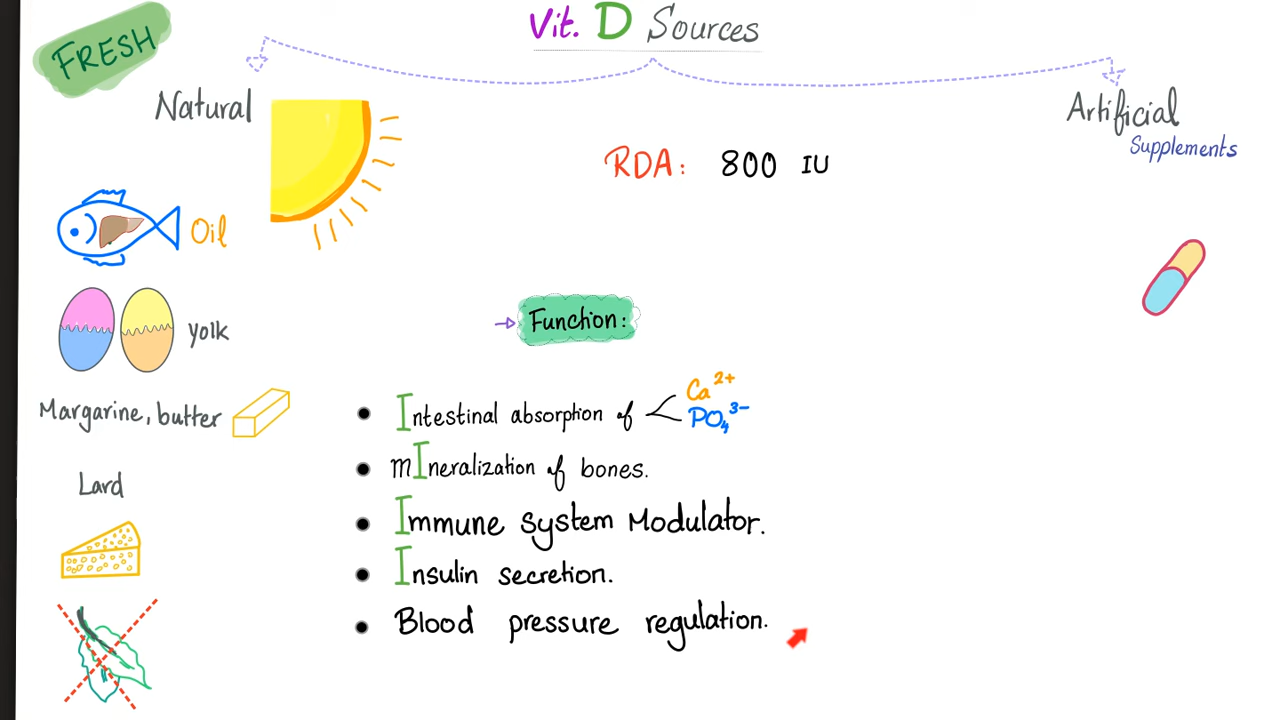 FRESH
Vit. D Sources
Natural
Artificial
Supplements
RDA: 800 IU
Oil
yolk
Margarine, butter
Lard
Function:
Intestinal absorption of Ca²⁺
PO₄³⁻
mIneralization of bones.
Immune system Modulator.
Insulin secretion.
Blood pressure regulation.